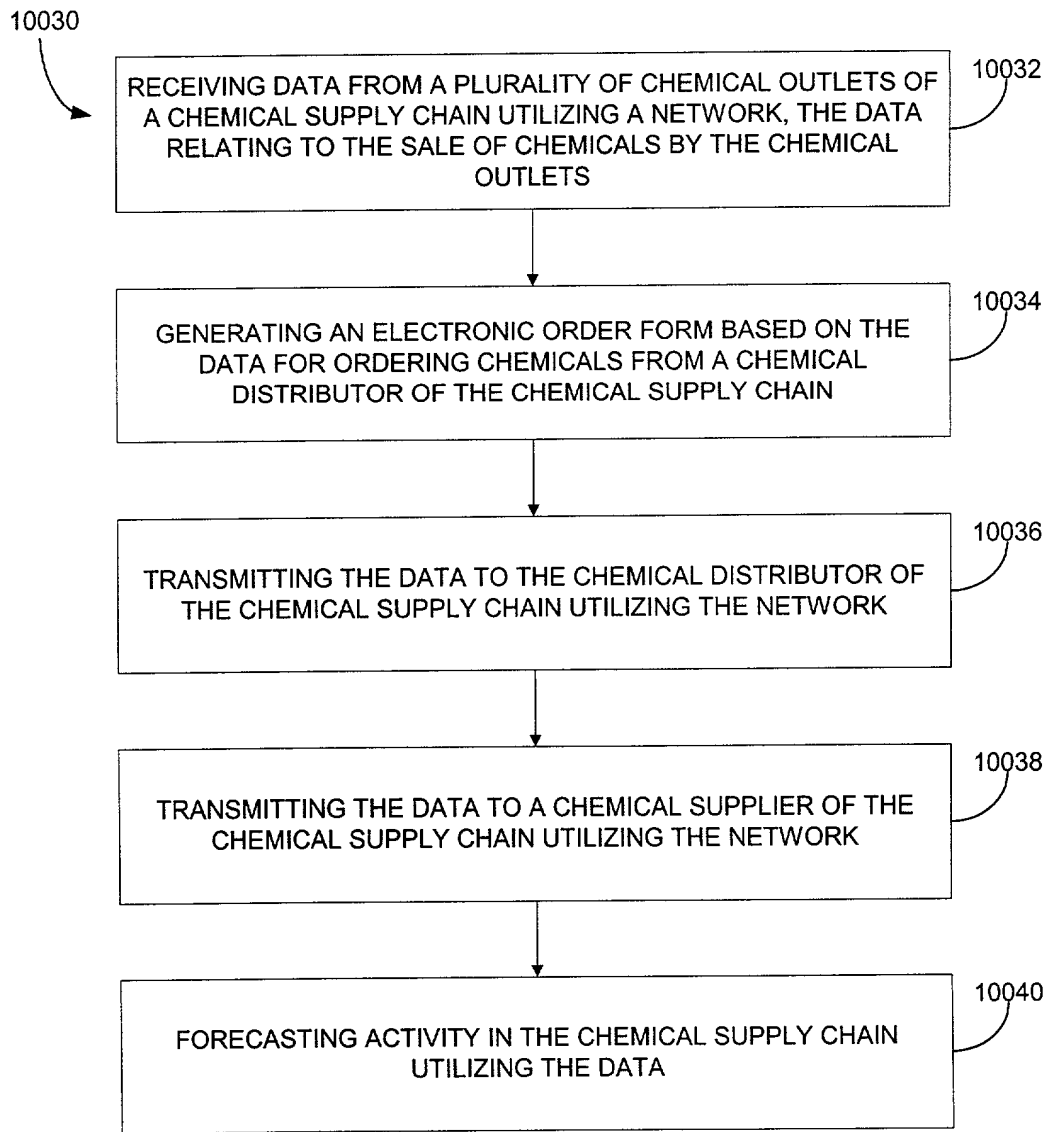 10030
RECEIVING DATA FROM A PLURALITY OF CHEMICAL OUTLETS OF
A CHEMICAL SUPPLY CHAIN UTILIZING A NETWORK, THE DATA
RELATING TO THE SALE OF CHEMICALS BY THE CHEMICAL
OUTLETS
10032
GENERATING AN ELECTRONIC ORDER FORM BASED ON THE
DATA FOR ORDERING CHEMICALS FROM A CHEMICAL
DISTRIBUTOR OF THE CHEMICAL SUPPLY CHAIN
10034
TRANSMITTING THE DATA TO THE CHEMICAL DISTRIBUTOR OF
THE CHEMICAL SUPPLY CHAIN UTILIZING THE NETWORK
10036
TRANSMITTING THE DATA TO A CHEMICAL SUPPLIER OF THE
CHEMICAL SUPPLY CHAIN UTILIZING THE NETWORK
10038
FORECASTING ACTIVITY IN THE CHEMICAL SUPPLY CHAIN
UTILIZING THE DATA
10040